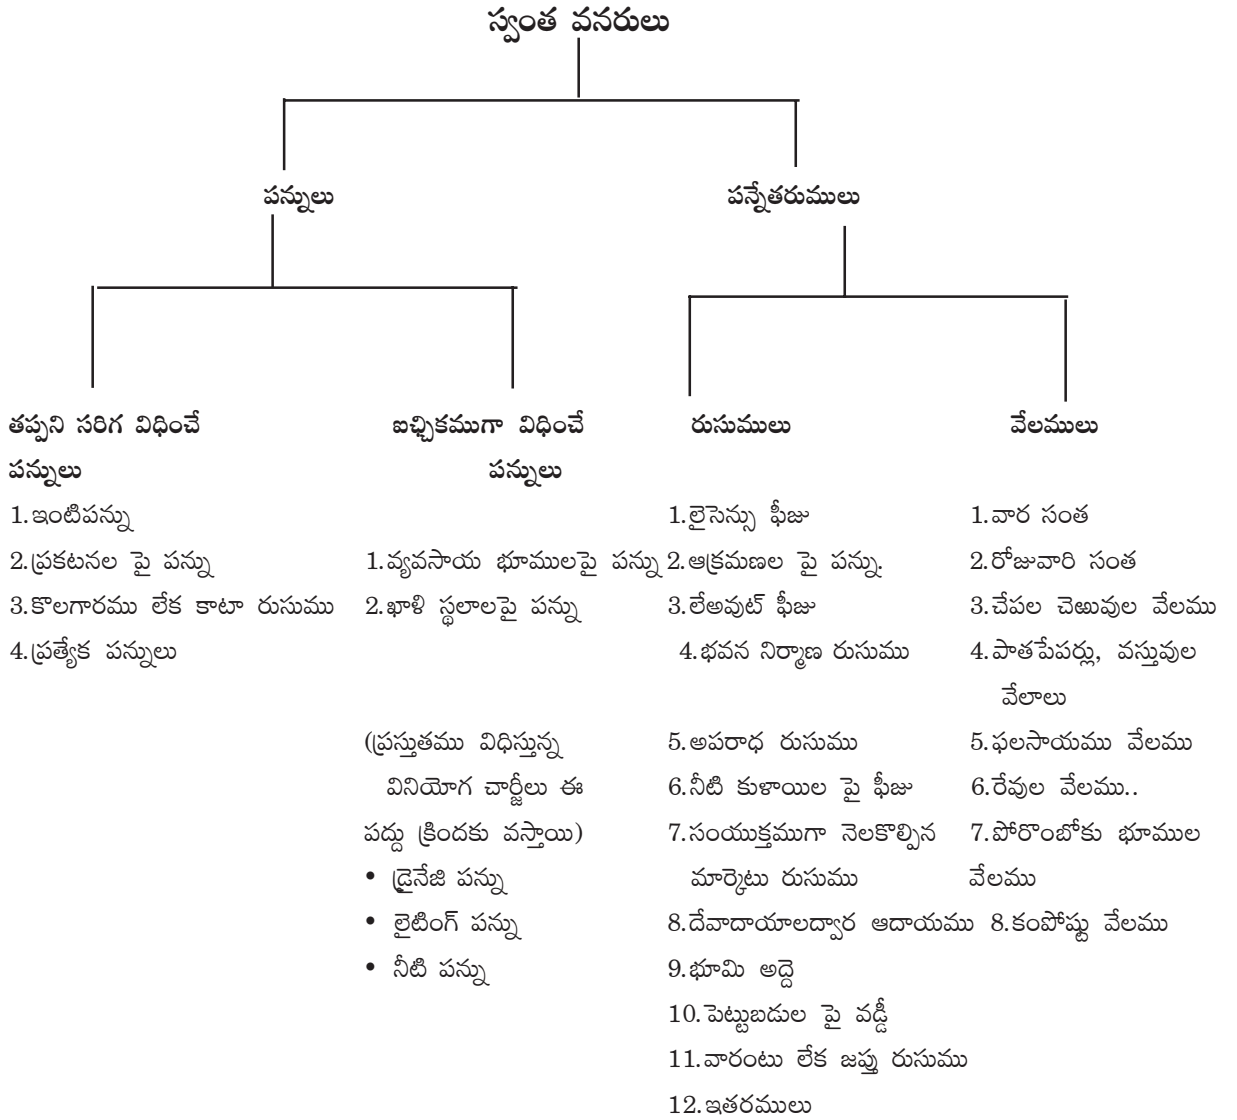 స్వంత వనరులు
పన్నులు
పన్నేతరుములు
తప్పని సరిగ విధించే
పన్నులు
1.ఇంటిపన్ను
2.ప్రకటనల పై పన్ను
3.కొలగారము లేక కాటా రుసుము
4.ప్రత్యేక పన్నులు
ఐచ్ఛికముగా విధించే
పన్నులు
1.వ్యవసాయ భూములపై పన్ను
2.ఖాళి స్థలాలపై పన్ను
(ప్రస్తుతము విధిస్తున్న
వినియోగ చార్జీలు ఈ
పద్దు క్రిందకు వస్తాయి)
• డ్రైనేజి పన్ను
• లైటింగ్ పన్ను
• నీటి పన్ను
రుసుములు
1.లైసెన్సు ఫీజు
2.ఆక్రమణల పై పన్ను.
3.లేఅవుట్ ఫీజు
4.భవన నిర్మాణ రుసుము
5.అపరాధ రుసుము
6.నీటి కుళాయిల పై ఫీజు
7.సంయుక్తముగా నెలకొల్పిన
మార్కెటు రుసుము
8.దేవాదాయాలద్వార ఆదాయము
9.భూమి అద్దె
10.పెట్టుబడుల పై వడ్డీ
11.వారంటు లేక జప్తు రుసుము
12.ఇతరములు
వేలములు
1.వార సంత
2.రోజువారి సంత
3.చేపల చెఱువుల వేలము
4.పాతపేపర్లు, వస్తువుల
వేలాలు
5.ఫలసాయము వేలము
6.రేవుల వేలము..
7.పోరొంబోకు భూముల
వేలము
8.కంపోష్టు వేలము